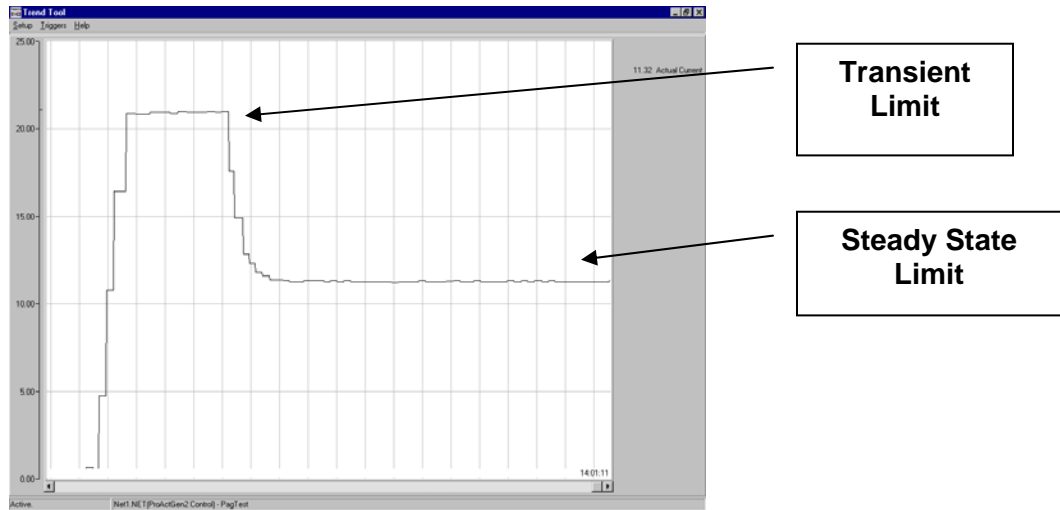 Trend Tool
Setup Triggers Help
25.00
20.00
15.00
10.00
5.00
0.00
11.32 Actual Current
14:01:11
Active.
Net1.NET(ProActGen2 Control) - PagTest
Transient
Limit
Steady State
Limit